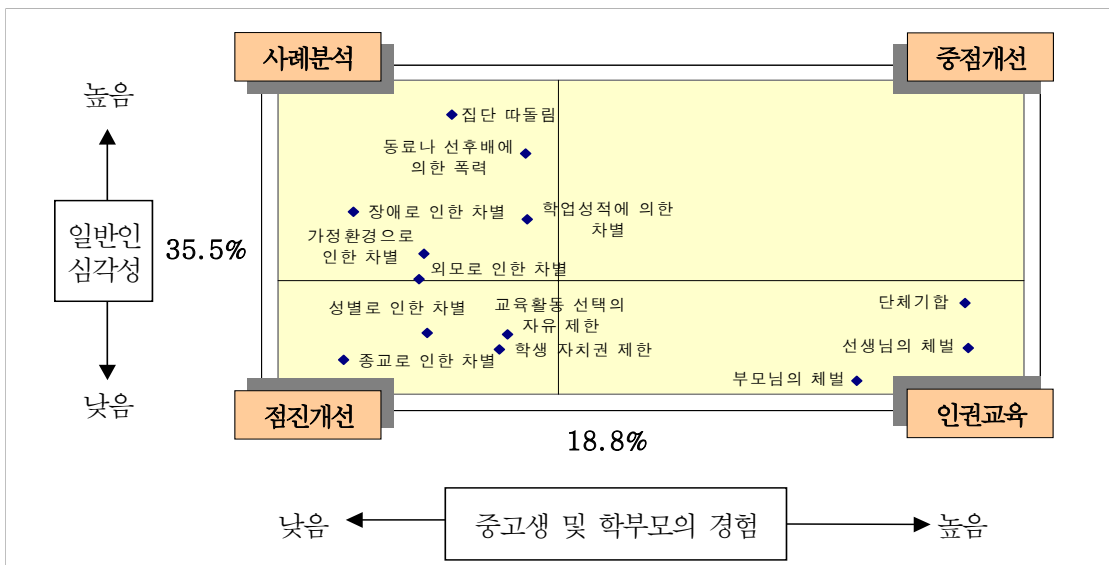 사례분석
중점개선
높음
집단 따돌림
동료나 선후배에
의한 폭력
장애로 인한 차별
학업성적에 의한
차별
일반인
심각성
35.5%
가정환경으로
인한 차별
외모로 인한 차별
성별로 인한 차별
교육활동 선택의
자유 제한
단체기합
학생 자치권 제한
선생님의 체벌
종교로 인한 차별
부모님의 체벌
낮음
점진개선
인권교육
18.8%
낮음
중고생 및 학부모의 경험
높음